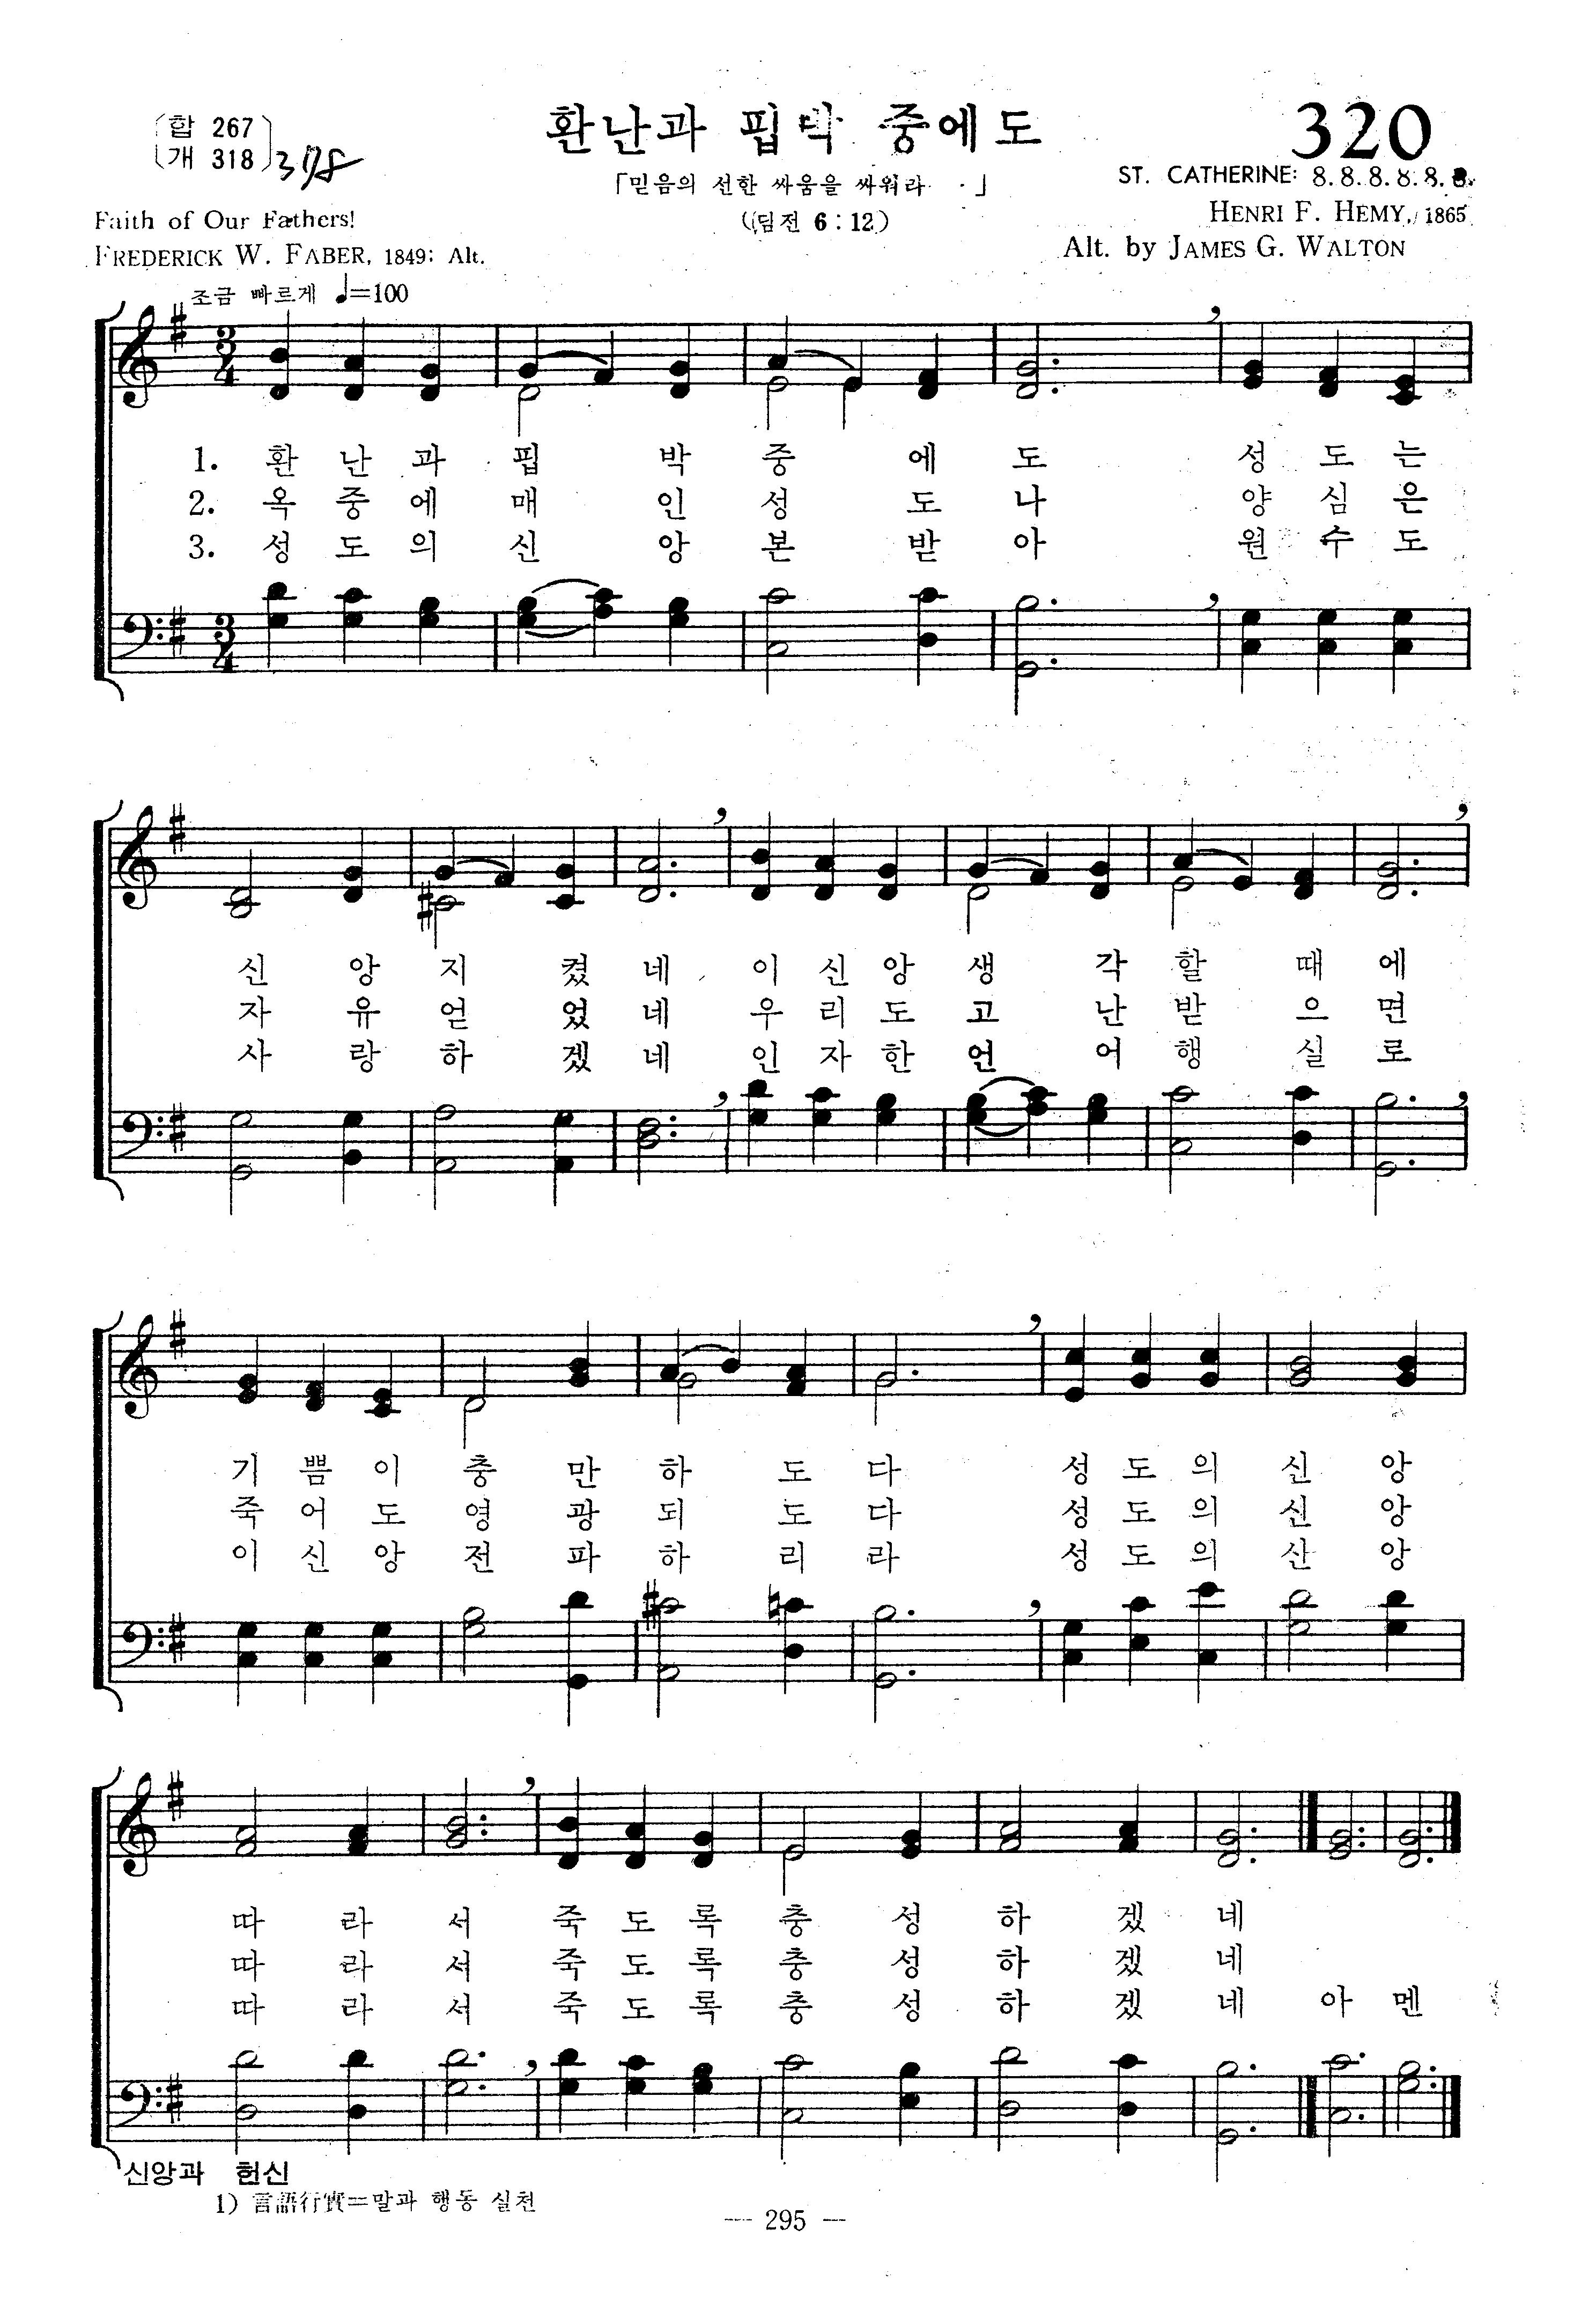 (합 267)
(개 318) 378
환난과 핍박 중에도
「믿음의 선한 싸움을 싸워라 · ·」
(딤전 6 : 12)
320
ST. CATHERINE: 8. 8. 8. 8. 8. 8.
HENRI F. HEMY, 1865
Alt. by JAMES G. WALTON
Faith of Our Fathers!
FREDERICK W. FABER, 1849; Alt.
조금 빠르게 ♩=100
3
4
1. 환 난 과 핍 박 중 에 도 성 도 는
2. 옥 중 에 매 인 성 도 나 양 심 은
3. 성 도 의 신 앙 본 받 아 원 수 도
3
4
신 앙 지 켰 네 이 신 앙 생 각 할 때 에
자 유 얻 었 네 우 리 도 고 난 받 으 면
사 랑 하 겠 네 인 자 한 언 어 행 실 로
기 쁨 이 충 만 하 도 다 성 도 의 신 앙
죽 어 도 영 광 되 도 다 성 도 의 신 앙
이 신 앙 전 파 하 리 라 성 도 의 신 앙
따 라 서 죽 도 록 충 성 하 겠 네
따 라 서 죽 도 록 충 성 하 겠 네
따 라 서 죽 도 록 충 성 하 겠 네 아 멘
신앙과 헌신
1) 言語行實=말과 행동 실천
— 295 —